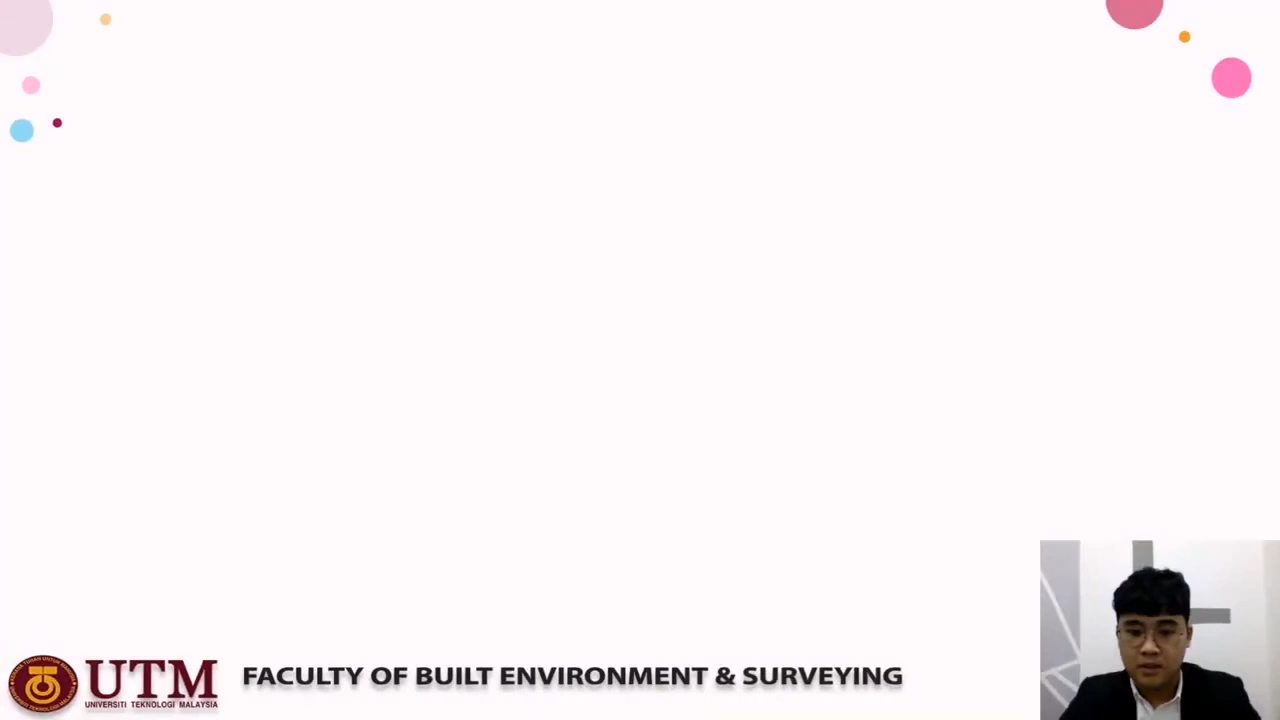 UTM
UNIVERSITI TEKNOLOGI MALAYSIA
FACULTY OF BUILT ENVIRONMENT & SURVEYING